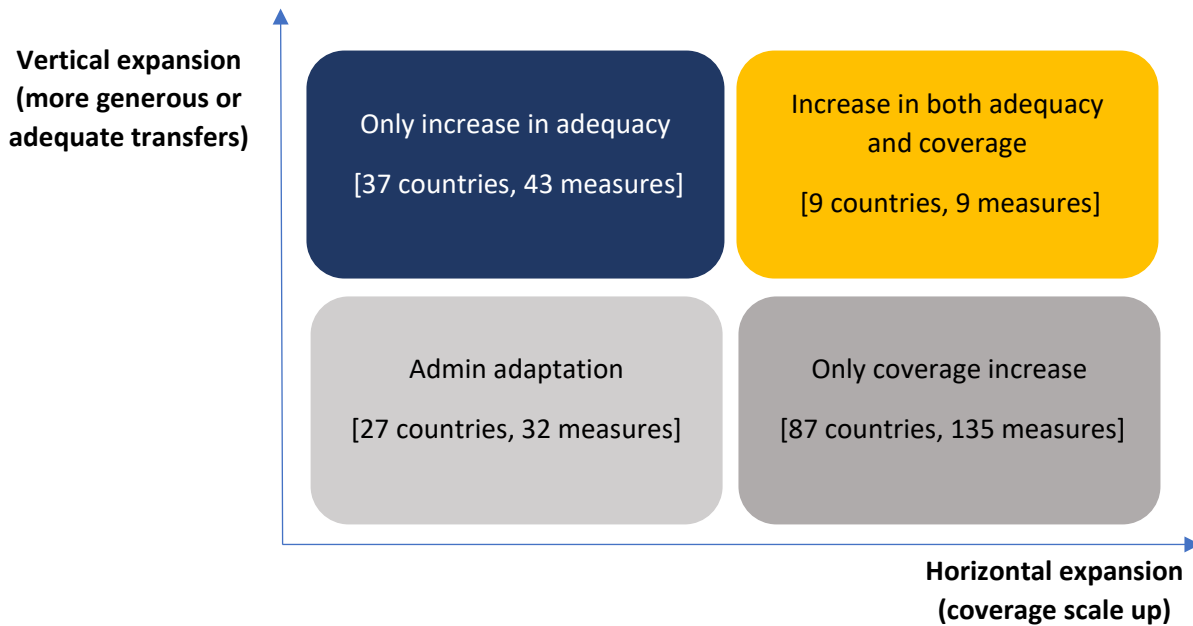 Vertical expansion
(more generous or
adequate transfers)
Only increase in adequacy
[37 countries, 43 measures]
Increase in both adequacy
and coverage
[9 countries, 9 measures]
Admin adaptation
[27 countries, 32 measures]
Only coverage increase
[87 countries, 135 measures]
Horizontal expansion
(coverage scale up)